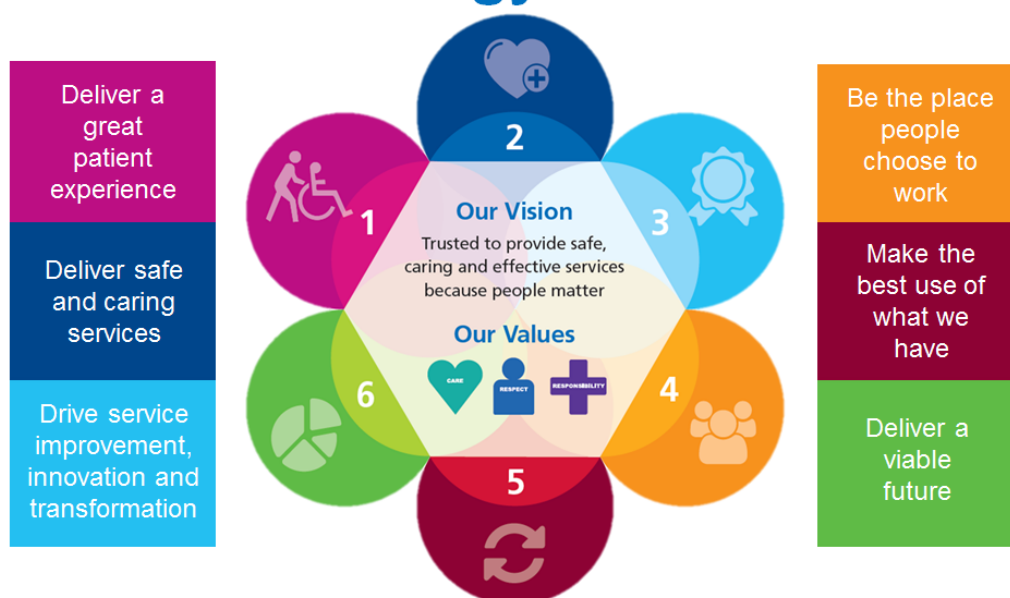 gy
Deliver a
great
patient
experience
Deliver safe
and caring
services
Drive service
improvement,
innovation and
transformation
2
1
3
Our Vision
Trusted to provide safe,
caring and effective services
because people matter
Our Values
CARE
RESPECT
RESPONSIBILITY
6
4
5
Be the place
people
choose to
work
Make the
best use of
what we
have
Deliver a
viable
future